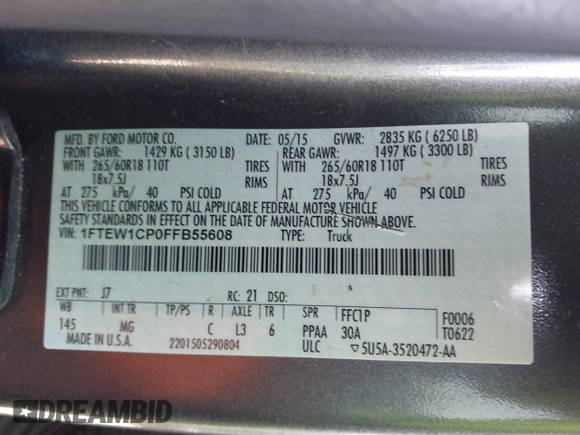 MFD. BY FORD MOTOR CO. DATE: 05/15 GVWR: 2835 KG ( 6250 LB)
FRONT GAWR: 1429 KG ( 3150 LB) REAR GAWR: 1497 KG ( 3300 LB)
WITH 265/60R18 110T TIRES WITH 265/60R18 110T TIRES
18x7.5J RIMS 18x7.5J RIMS
AT 275 kPa/ 40 PSI COLD AT 275 kPa/ 40 PSI COLD
THIS VEHICLE CONFORMS TO ALL APPLICABLE FEDERAL MOTOR VEHICLE
SAFETY STANDARDS IN EFFECT ON THE DATE OF MANUFACTURE SHOWN ABOVE.
VIN: 1FTEW1CP0FFB55608 TYPE: Truck
EXT PNT: J7 RC: 21 DSO:
WB INT TR TP/PS R AXLE TR SPR FFC1P F0006
145 MG C L3 6 PPAA 30A T0622
MADE IN U.S.A. 2201505290804 ULC ▽5U5A-3520472-AA
DREAMBID